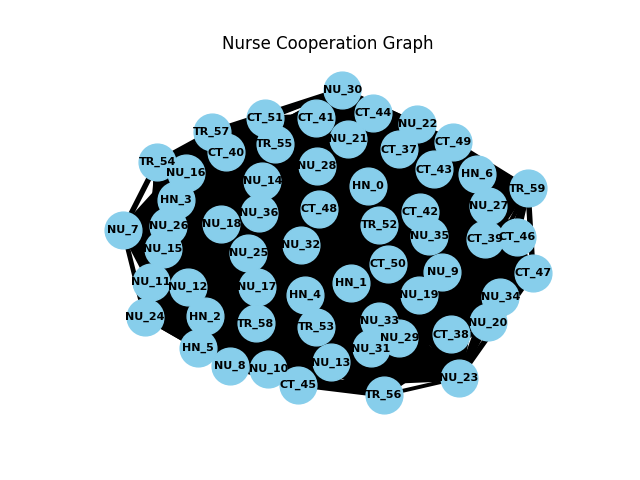 Nurse Cooperation Graph
NU_30
CT_44
CT_51
CT_41
NU_22
TR_57
NU_21
CT_49
TR_55
CT_40
CT_37
TR_54
NU_16
NU_28
CT_43
HN_6
NU_14
HN_0
TR_59
HN_3
NU_27
NU_36
CT_48
CT_42
NU_26
NU_18
TR_52
NU_7
NU_35
CT_39
CT_46
NU_15
NU_25
NU_32
CT_50
NU_9
CT_47
NU_11
NU_12
NU_17
HN_4
HN_1
NU_19
NU_34
NU_24
HN_2
TR_58
TR_53
NU_33
NU_20
CT_38
NU_29
HN_5
NU_31
NU_8
NU_10
NU_13
NU_23
CT_45
TR_56